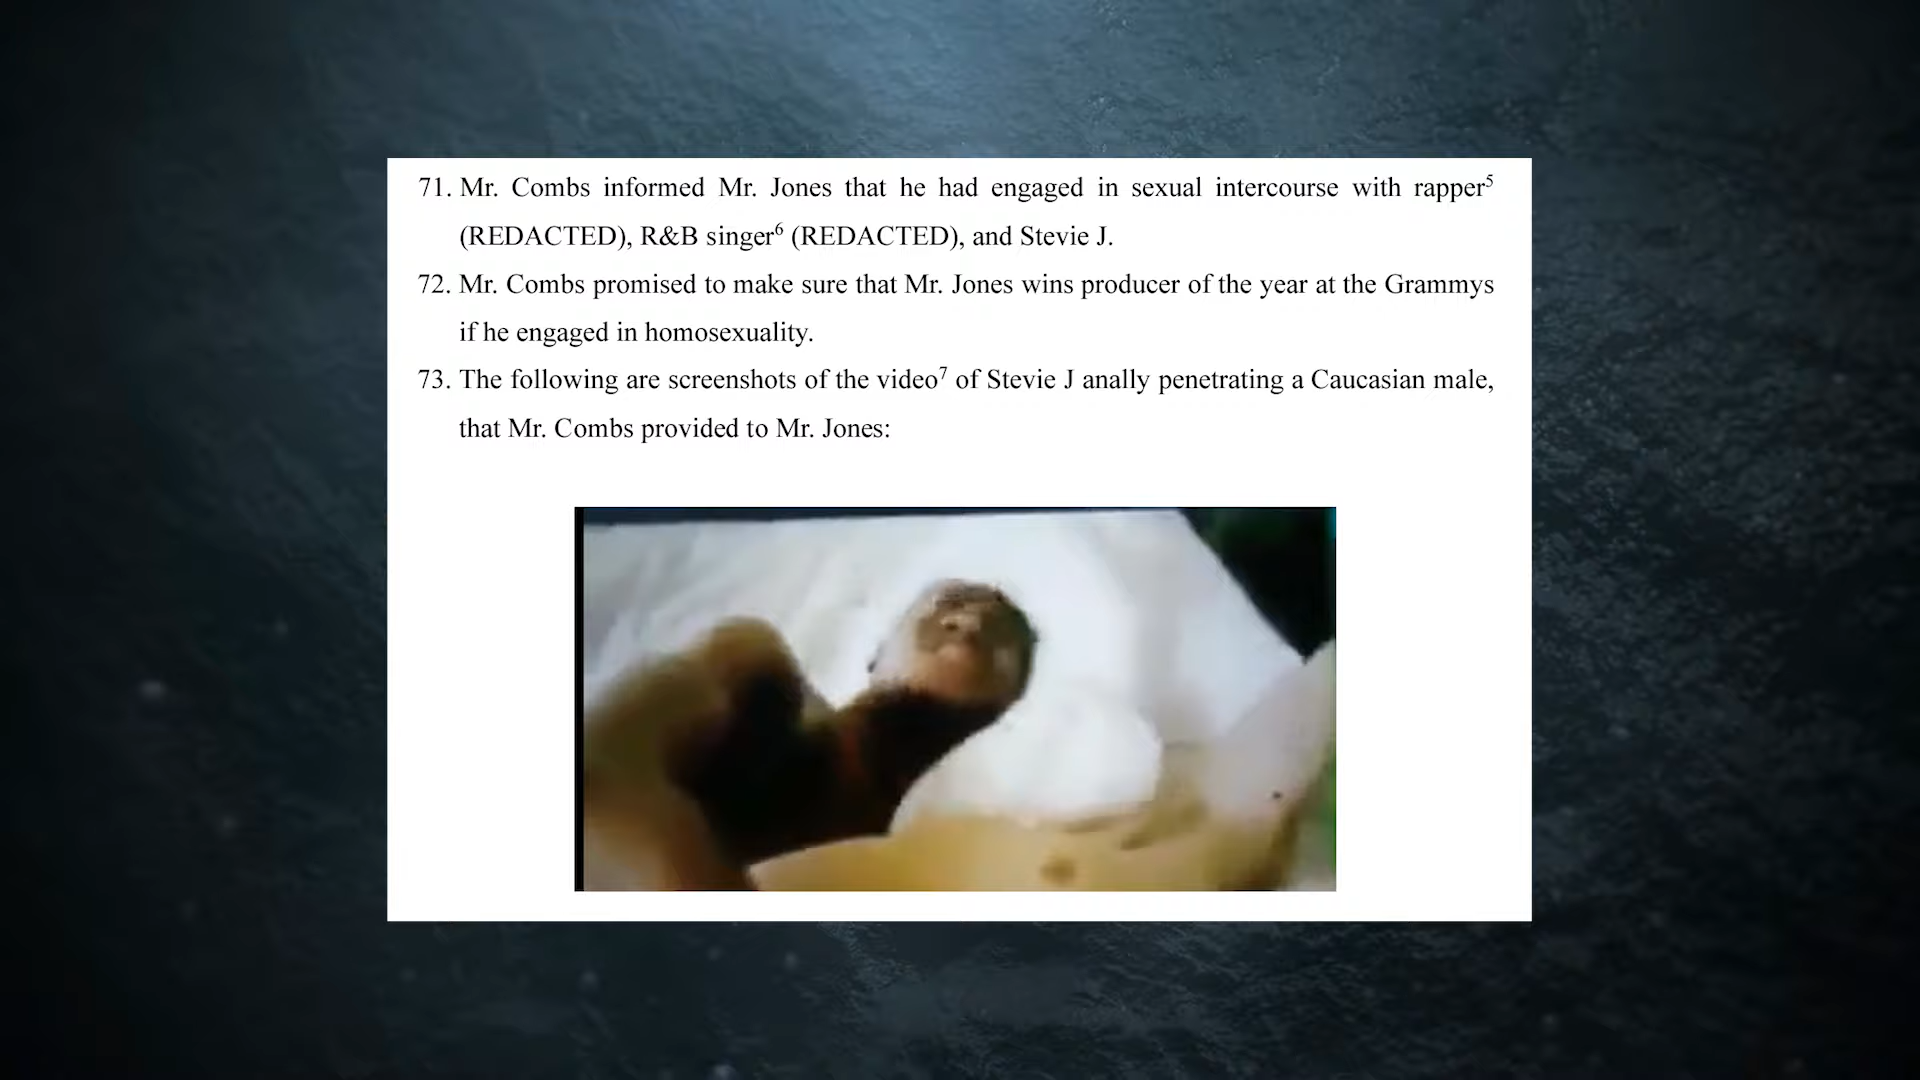 71. Mr. Combs informed Mr. Jones that he had engaged in sexual intercourse with rapper⁵
(REDACTED), R&B singer⁶ (REDACTED), and Stevie J.
72. Mr. Combs promised to make sure that Mr. Jones wins producer of the year at the Grammys
if he engaged in homosexuality.
73. The following are screenshots of the video⁷ of Stevie J anally penetrating a Caucasian male,
that Mr. Combs provided to Mr. Jones: